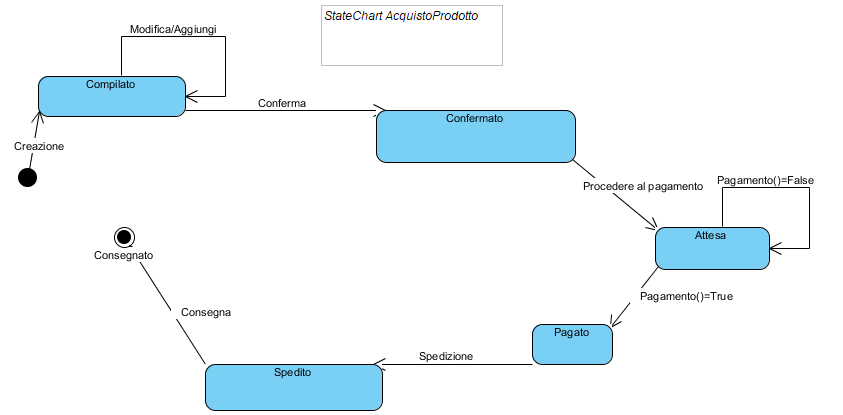 StateChart AcquistoProdotto
Modifica/Aggiungi
Compilato
Conferma
Confermato
Creazione
Procedere al pagamento
Pagamento()=False
Attesa
Consegnato
Pagamento()=True
Consegna
Pagato
Spedizione
Spedito